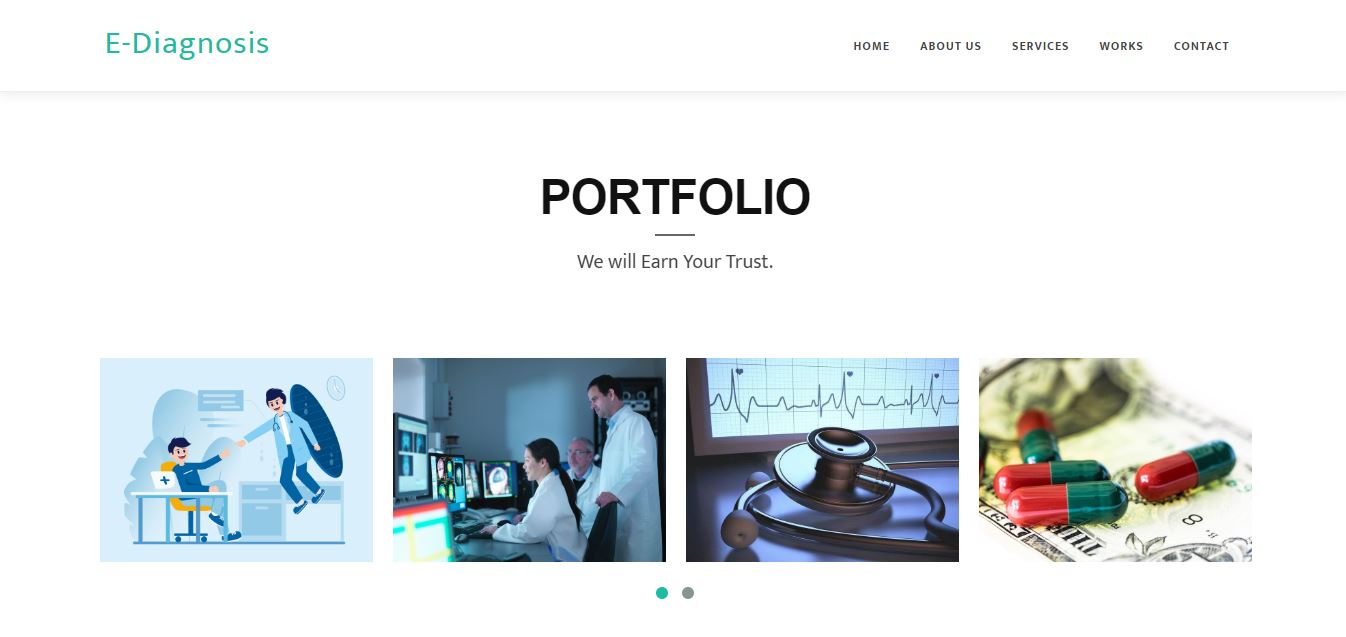 E-Diagnosis
HOME ABOUT US SERVICES WORKS CONTACT
PORTFOLIO
We will Earn Your Trust.